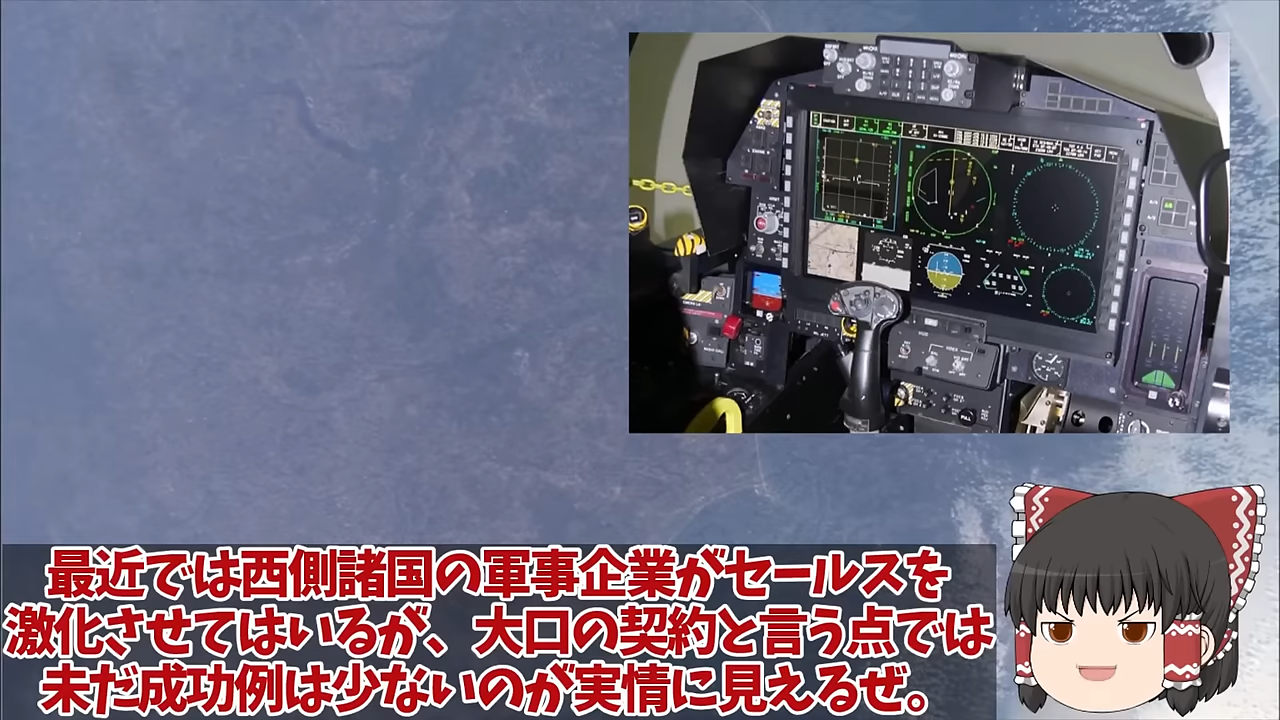 最近では西側諸国の軍事企業がセールスを
激化させてはいるが、大口の契約と言う点では
未だ成功例は少ないのが実情に見えるぜ。